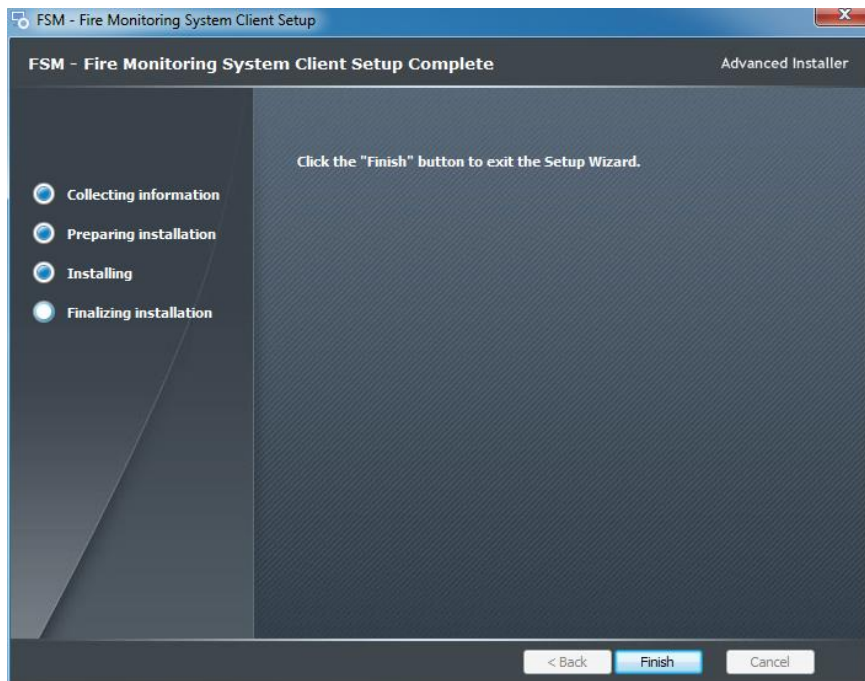 FSM - Fire Monitoring System Client Setup
FSM - Fire Monitoring System Client Setup Complete
Advanced Installer
Click the "Finish" button to exit the Setup Wizard.
Collecting information
Preparing installation
Installing
Finalizing installation
< Back
Finish
Cancel